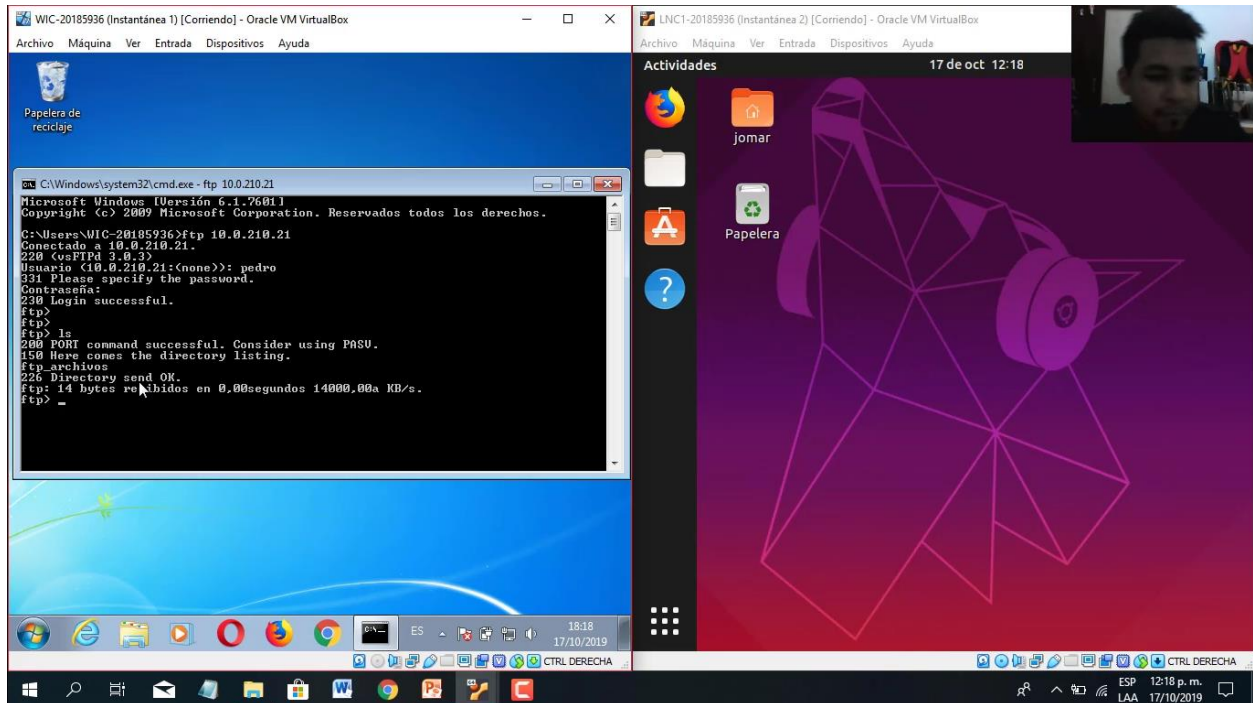 WIC-20185936 (Instantánea 1) [Corriendo] - Oracle VM VirtualBox
Archivo Máquina Ver Entrada Dispositivos Ayuda
Papelera de
reciclaje
C:\Windows\system32\cmd.exe - ftp 10.0.210.21
Microsoft Windows [Versión 6.1.7601]
Copyright (c) 2009 Microsoft Corporation. Reservados todos los derechos.
C:\Users\WIC-20185936>ftp 10.0.210.21
Conectado a 10.0.210.21.
220 (vsFTPd 3.0.3)
Usuario (10.0.210.21:(none)): pedro
331 Please specify the password.
Contraseña:
230 Login successful.
ftp>
ftp>
ftp> ls
200 PORT command successful. Consider using PASV.
150 Here comes the directory listing.
ftp_archivos
226 Directory send OK.
ftp: 14 bytes recibidos en 0,00segundos 14000,00a KB/s.
ftp> _
ES
18:18
17/10/2019
CTRL DERECHA
LNC1-20185936 (Instantánea 2) [Corriendo] - Oracle VM VirtualBox
Archivo Máquina Ver Entrada Dispositivos Ayuda
Actividades 17 de oct 12:18
jomar
Papelera
CTRL DERECHA
ESP 12:18 p. m.
LAA 17/10/2019